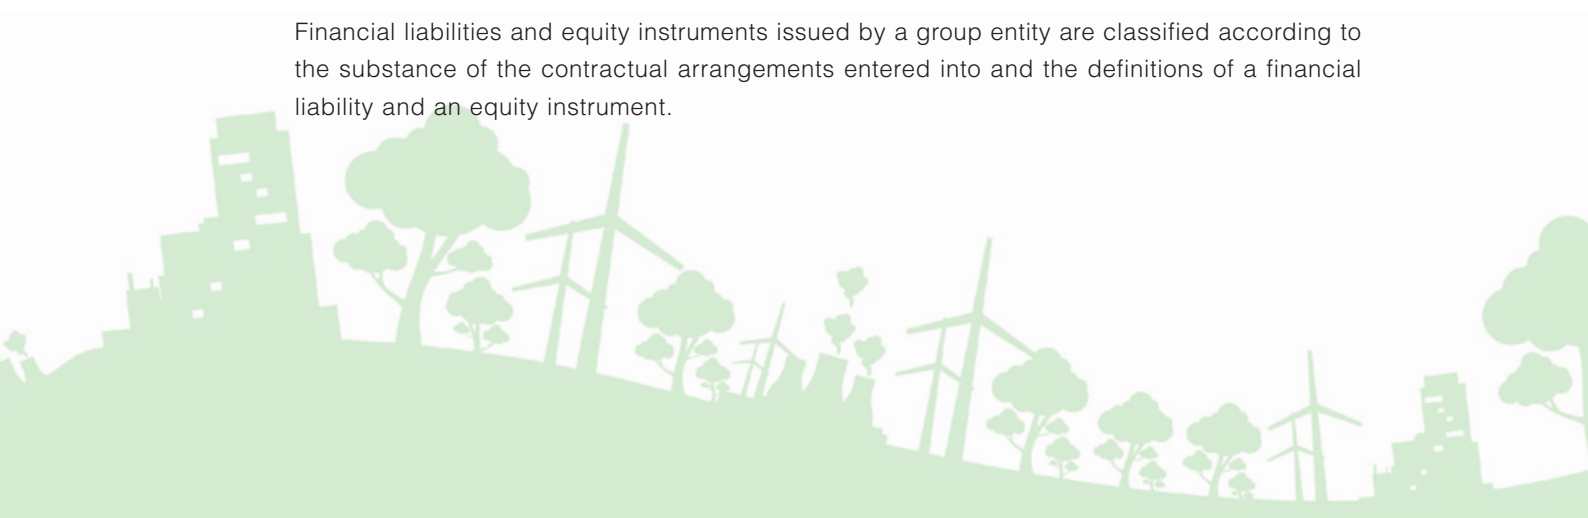 Financial liabilities and equity instruments issued by a group entity are classified according to
the substance of the contractual arrangements entered into and the definitions of a financial
liability and an equity instrument.